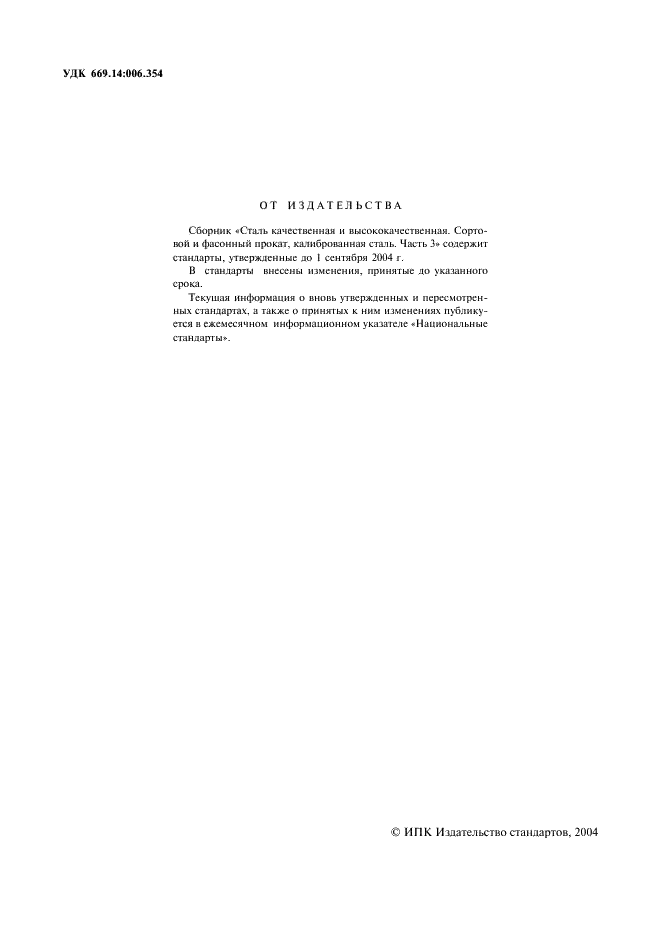 УДК 669.14:006.354
ОТ ИЗДАТЕЛЬСТВА
Сборник «Сталь качественная и высококачественная. Сорто-
вой и фасонный прокат, калиброванная сталь. Часть 3» содержит
стандарты, утвержденные до 1 сентября 2004 г.
В стандарты внесены изменения, принятые до указанного
срока.
Текущая информация о вновь утвержденных и пересмотрен-
ных стандартах, а также о принятых к ним изменениях публику-
ется в ежемесячном информационном указателе «Национальные
стандарты».
© ИПК Издательство стандартов, 2004